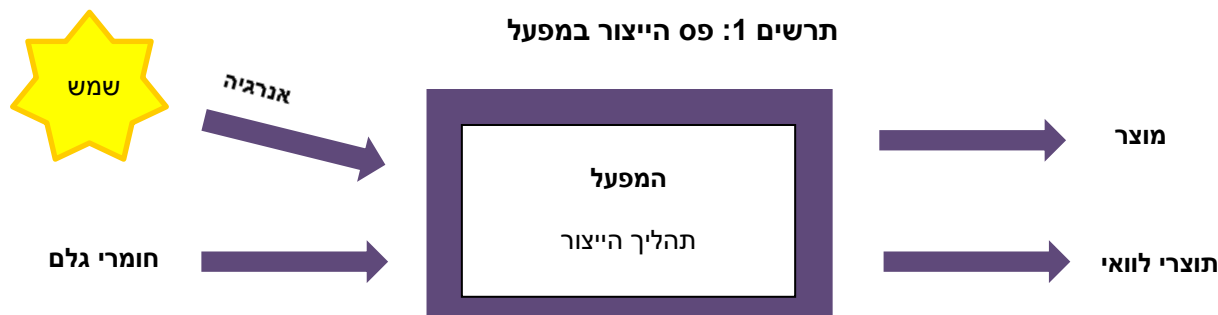 תרשים 1: פס הייצור במפעל
שמש
אנרגיה
המפעל
תהליך הייצור
מוצר
חומרי גלם
תוצרי לוואי